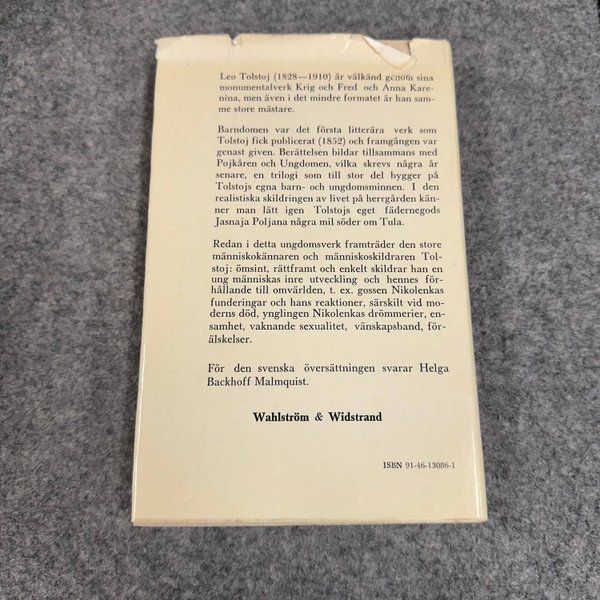 Leo Tolstoj (1828—1910) är välkänd genom sina
monumentalverk Krig och Fred och Anna Kare-
nina, men även i det mindre formatet är han sam-
me store mästare.
Barndomen var det första litterära verk som
Tolstoj fick publicerat (1852) och framgången var
genast given. Berättelsen bildar tillsammans med
Pojkåren och Ungdomen, vilka skrevs några år
senare, en trilogi som till stor del bygger på
Tolstojs egna barn- och ungdomsminnen. I den
realistiska skildringen av livet på herrgården kän-
ner man lätt igen Tolstojs eget fädernegods
Jasnaja Poljana några mil söder om Tula.
Redan i detta ungdomsverk framträder den store
människokännaren och människoskildraren Tol-
stoj: ömsint, rättframt och enkelt skildrar han en
ung människas inre utveckling och hennes för-
hållande till omvärlden, t. ex. gossen Nikolenkas
funderingar och hans reaktioner, särskilt vid mo-
derns död, ynglingen Nikolenkas drömmerier, en-
samhet, vaknande sexualitet, vänskapsband, för-
älskelser.
För den svenska översättningen svarar Helga
Backhoff Malmquist.
Wahlström & Widstrand
ISBN 91-46-13086-1